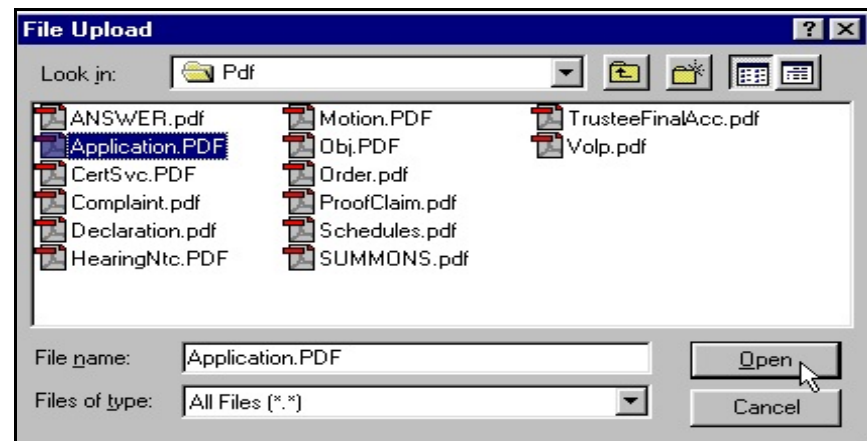 File Upload
Look in: Pdf
ANSWER.pdf Motion.PDF TrusteeFinalAcc.pdf
Application.PDF Obj.PDF Volp.pdf
CertSvc.PDF Order.pdf
Complaint.pdf ProofClaim.pdf
Declaration.pdf Schedules.pdf
HearingNtc.PDF SUMMONS.pdf
File name: Application.PDF Open
Files of type: All Files (*.*) Cancel